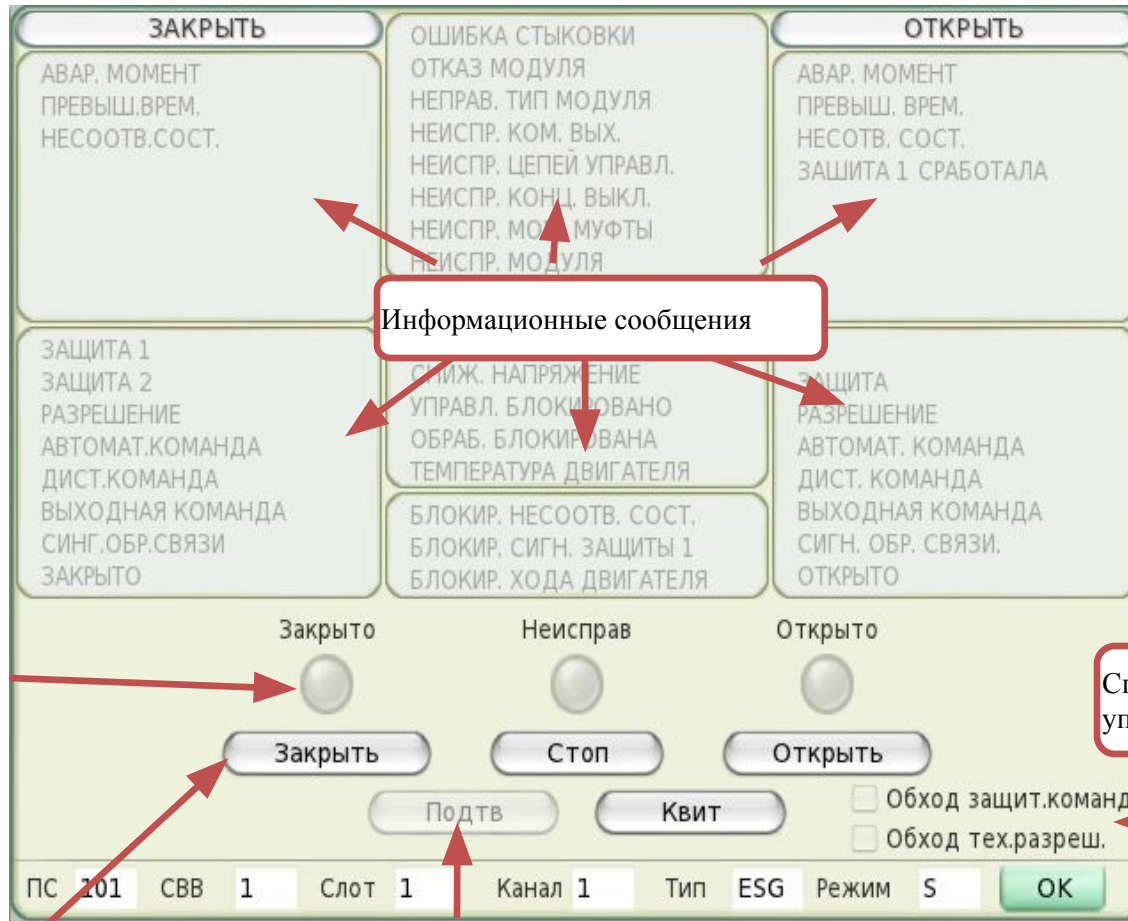 ЗАКРЫТЬ
АВАР. МОМЕНТ
ПРЕВЫШ.ВРЕМ.
НЕСООТВ.СОСТ.
ОШИБКА СТЫКОВКИ
ОТКАЗ МОДУЛЯ
НЕПРАВ. ТИП МОДУЛЯ
НЕИСПР. КОМ. ВЫХ.
НЕИСПР. ЦЕПЕЙ УПРАВЛ.
НЕИСПР. КОНЦ. ВЫКЛ.
НЕИСПР. МУФТЫ
НЕИСПР. МОДУЛЯ
ОТКРЫТЬ
АВАР. МОМЕНТ
ПРЕВЫШ. ВРЕМ.
НЕСОТВ. СОСТ.
ЗАШИТА 1 СРАБОТАЛА
Информационные сообщения
ЗАЩИТА 1
ЗАЩИТА 2
РАЗРЕШЕНИЕ
АВТОМАТ.КОМАНДА
ДИСТ.КОМАНДА
ВЫХОДНАЯ КОМАНДА
СИНГ.ОБР.СВЯЗИ
ЗАКРЫТО
СНИЖ. НАПРЯЖЕНИЕ
УПРАВЛ. БЛОКИРОВАНО
ОБРАБ. БЛОКИРОВАНА
ТЕМПЕРАТУРА ДВИГАТЕЛЯ
БЛОКИР. НЕСООТВ. СОСТ.
БЛОКИР. СИГН. ЗАЩИТЫ 1
БЛОКИР. ХОДА ДВИГАТЕЛЯ
ЗАЩИТА
РАЗРЕШЕНИЕ
АВТОМАТ. КОМАНДА
ДИСТ. КОМАНДА
ВЫХОДНАЯ КОМАНДА
СИГН. ОБР. СВЯЗИ.
ОТКРЫТО
Закрыто Неисправ Открыто
Закрыть Стоп Открыть
Подтв Квит
Обход защит.команд
Обход тех.разреш.
ПС 101 СВВ 1 Слот 1 Канал 1 Тип ESG Режим S OK